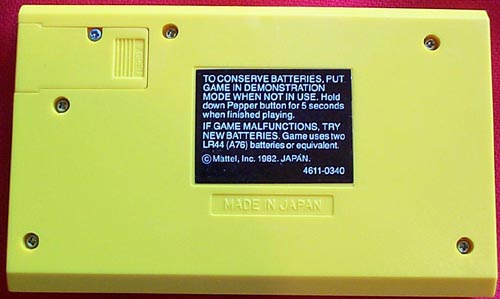 TO CONSERVE BATTERIES, PUT
GAME IN DEMONSTRATION
MODE WHEN NOT IN USE. Hold
down Pepper button for 5 seconds
when finished playing.
IF GAME MALFUNCTIONS, TRY
NEW BATTERIES. Game uses two
LR44 (A76) batteries or equivalent.
© Mattel, Inc. 1982. JAPAN.
4611-0340
MADE IN JAPAN